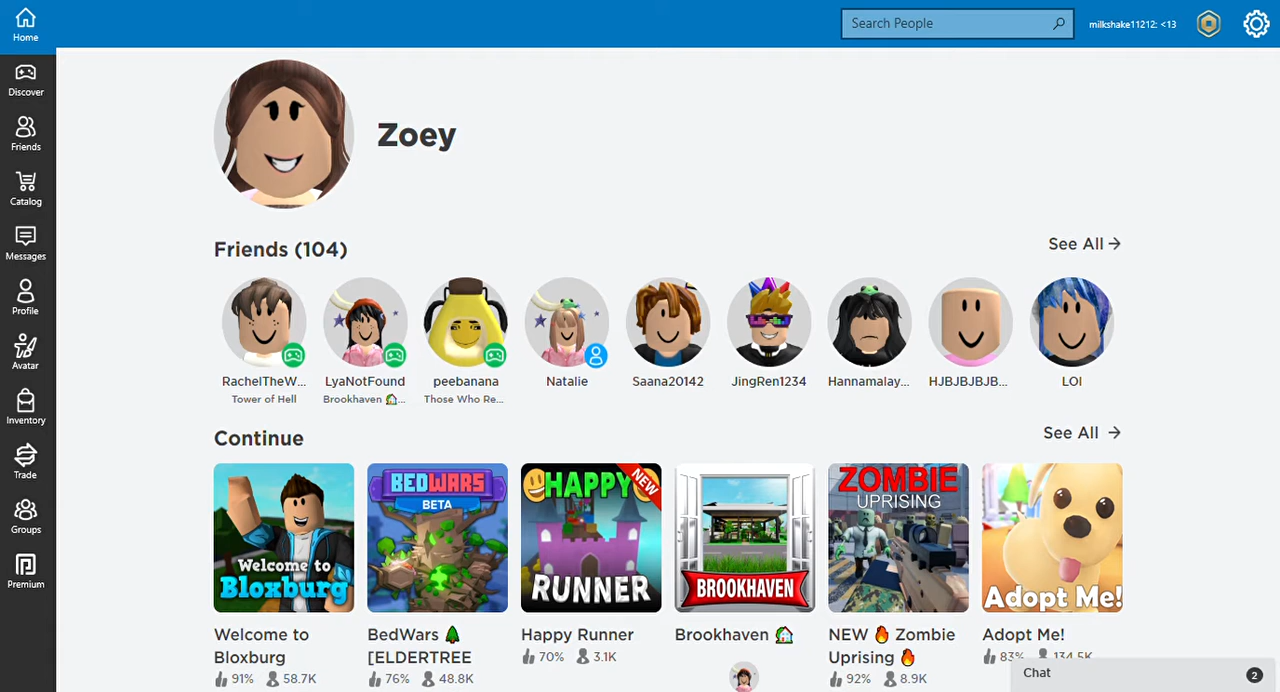 Home
Search People
milkshake11212: <13
Discover
Friends
Catalog
Messages
Profile
Avatar
Inventory
Trade
Groups
Premium
Zoey
Friends (104)
See All
RachelTheW...
LyaNotFound
peebanana
Natalie
Saana20142
JingRen1234
Hannamalay...
HJBJBJBJB...
LOI
Tower of Hell
Brookhaven 🏠...
Those Who Re...
Continue
See All
Welcome to
Bloxburg
BEDWARS
BETA
HAPPY
NEW
RUNNER
BROOKHAVEN
ZOMBIE
UPRISING
Adopt Me!
Welcome to
Bloxburg
91% 58.7K
BedWars 🌲
[ELDERTREE
76% 48.8K
Happy Runner
70% 3.1K
Brookhaven 🏠
NEW 🔥 Zombie
Uprising 🔥
92% 8.9K
Adopt Me!
83% 134.5K
Chat
2